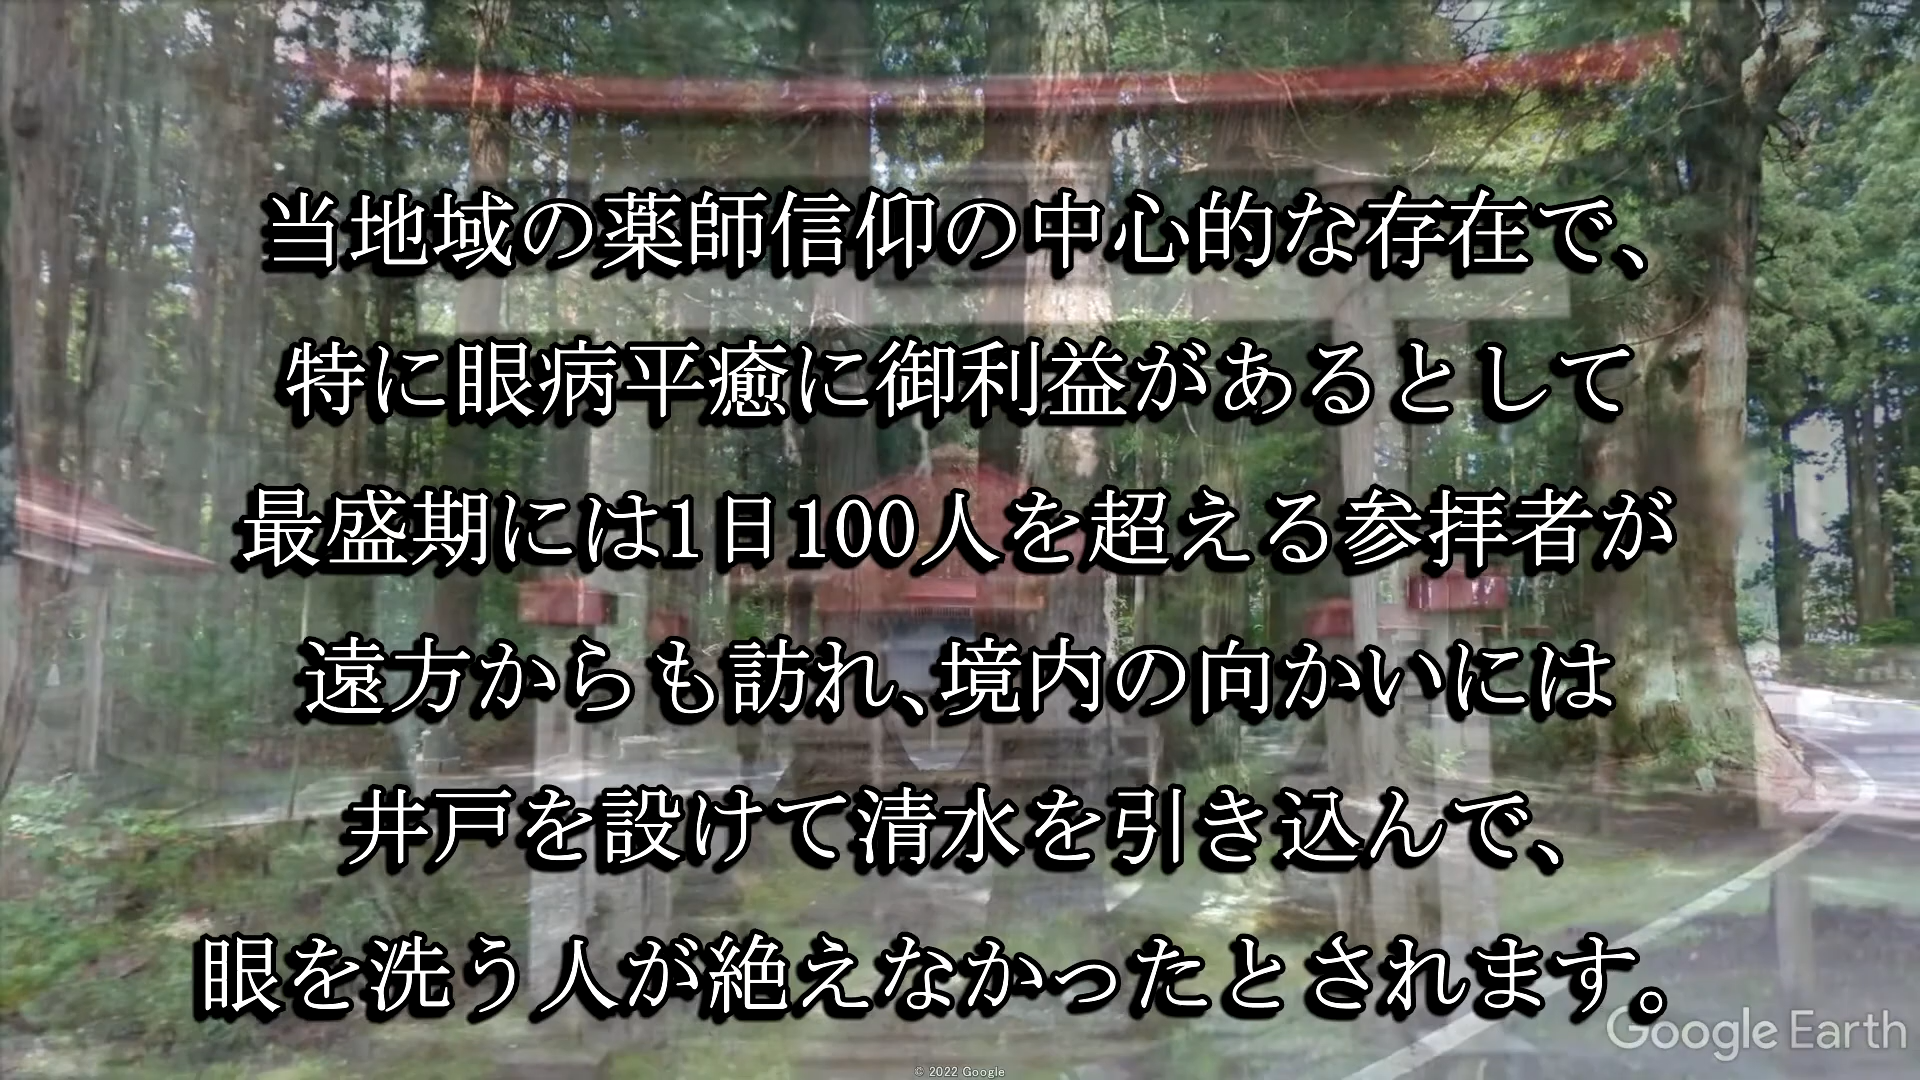 当地域の薬師信仰の中心的な存在で、
特に眼病平癒に御利益があるとして
最盛期には1日100人を超える参拝者が
遠方からも訪れ、境内の向かいには
井戸を設けて清水を引き込んで、
眼を洗う人が絶えなかったとされます。
Google Earth
© 2022 Google